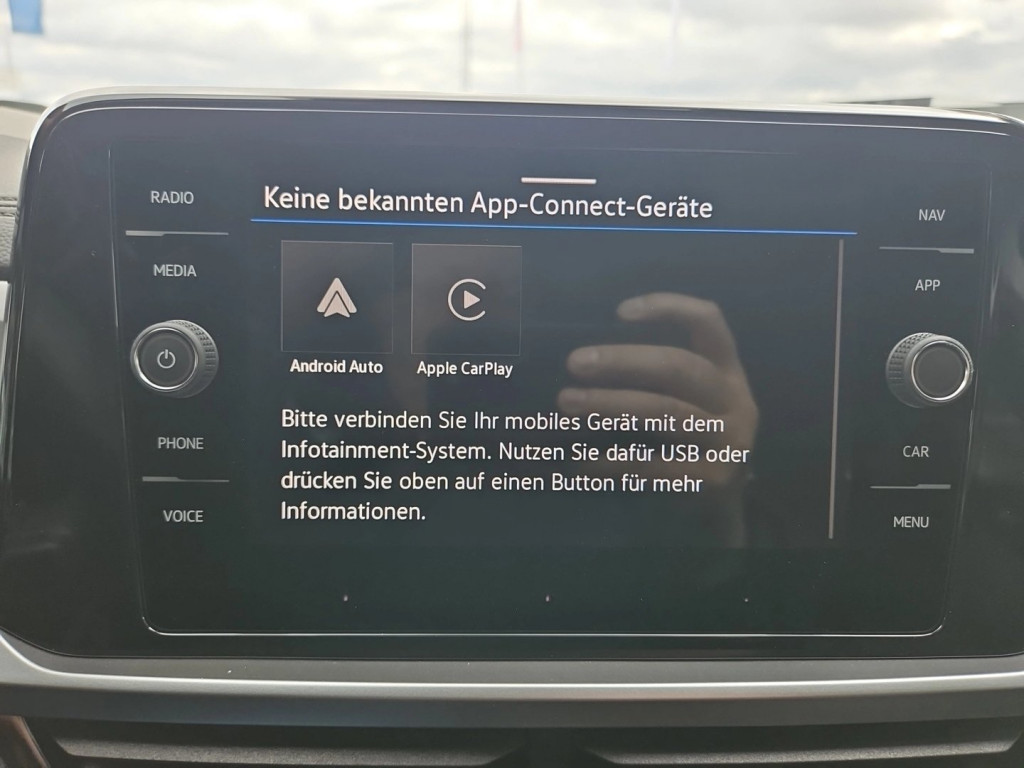 Keine bekannten App-Connect-Geräte
RADIO
MEDIA
PHONE
VOICE
NAV
APP
CAR
MENU
Android Auto
Apple CarPlay
Bitte verbinden Sie Ihr mobiles Gerät mit dem
Infotainment-System. Nutzen Sie dafür USB oder
drücken Sie oben auf einen Button für mehr
Informationen.